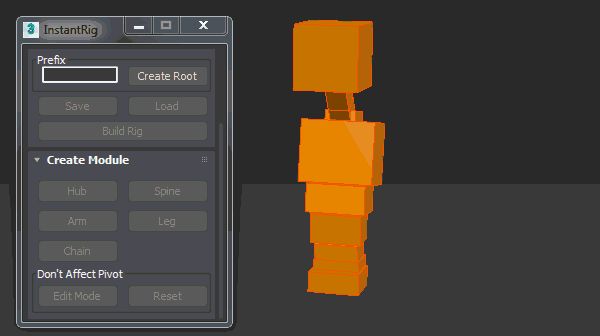 3 InstantRig
Prefix
Create Root
Save Load
Build Rig
Create Module
Hub Spine
Arm Leg
Chain
Don't Affect Pivot
Edit Mode Reset